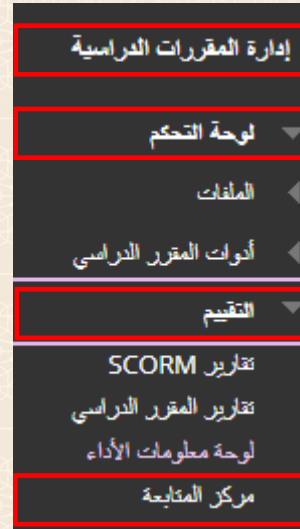 إدارة المقررات الدراسية
لوحة التحكم
الملفات
أدوات المقرر الدراسي
التقييم
تقارير SCORM
تقارير المقرر الدراسي
لوحة معلومات الأداء
مركز المتابعة